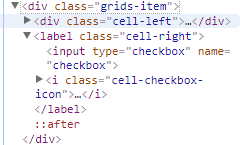 ▼<div class="grids-item">
▶<div class="cell-left">…</div>
▼<label class="cell-right">
<input type="checkbox" name=
"checkbox">
▶<i class="cell-checkbox-
icon">…</i>
</label>
::after
</div>